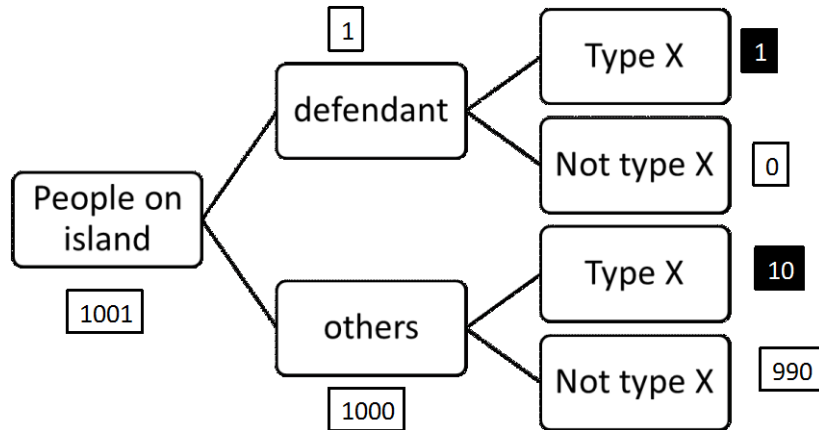 1
Type X
1
defendant
Not type X
0
People on
island
1001
Type X
10
others
Not type X
990
1000